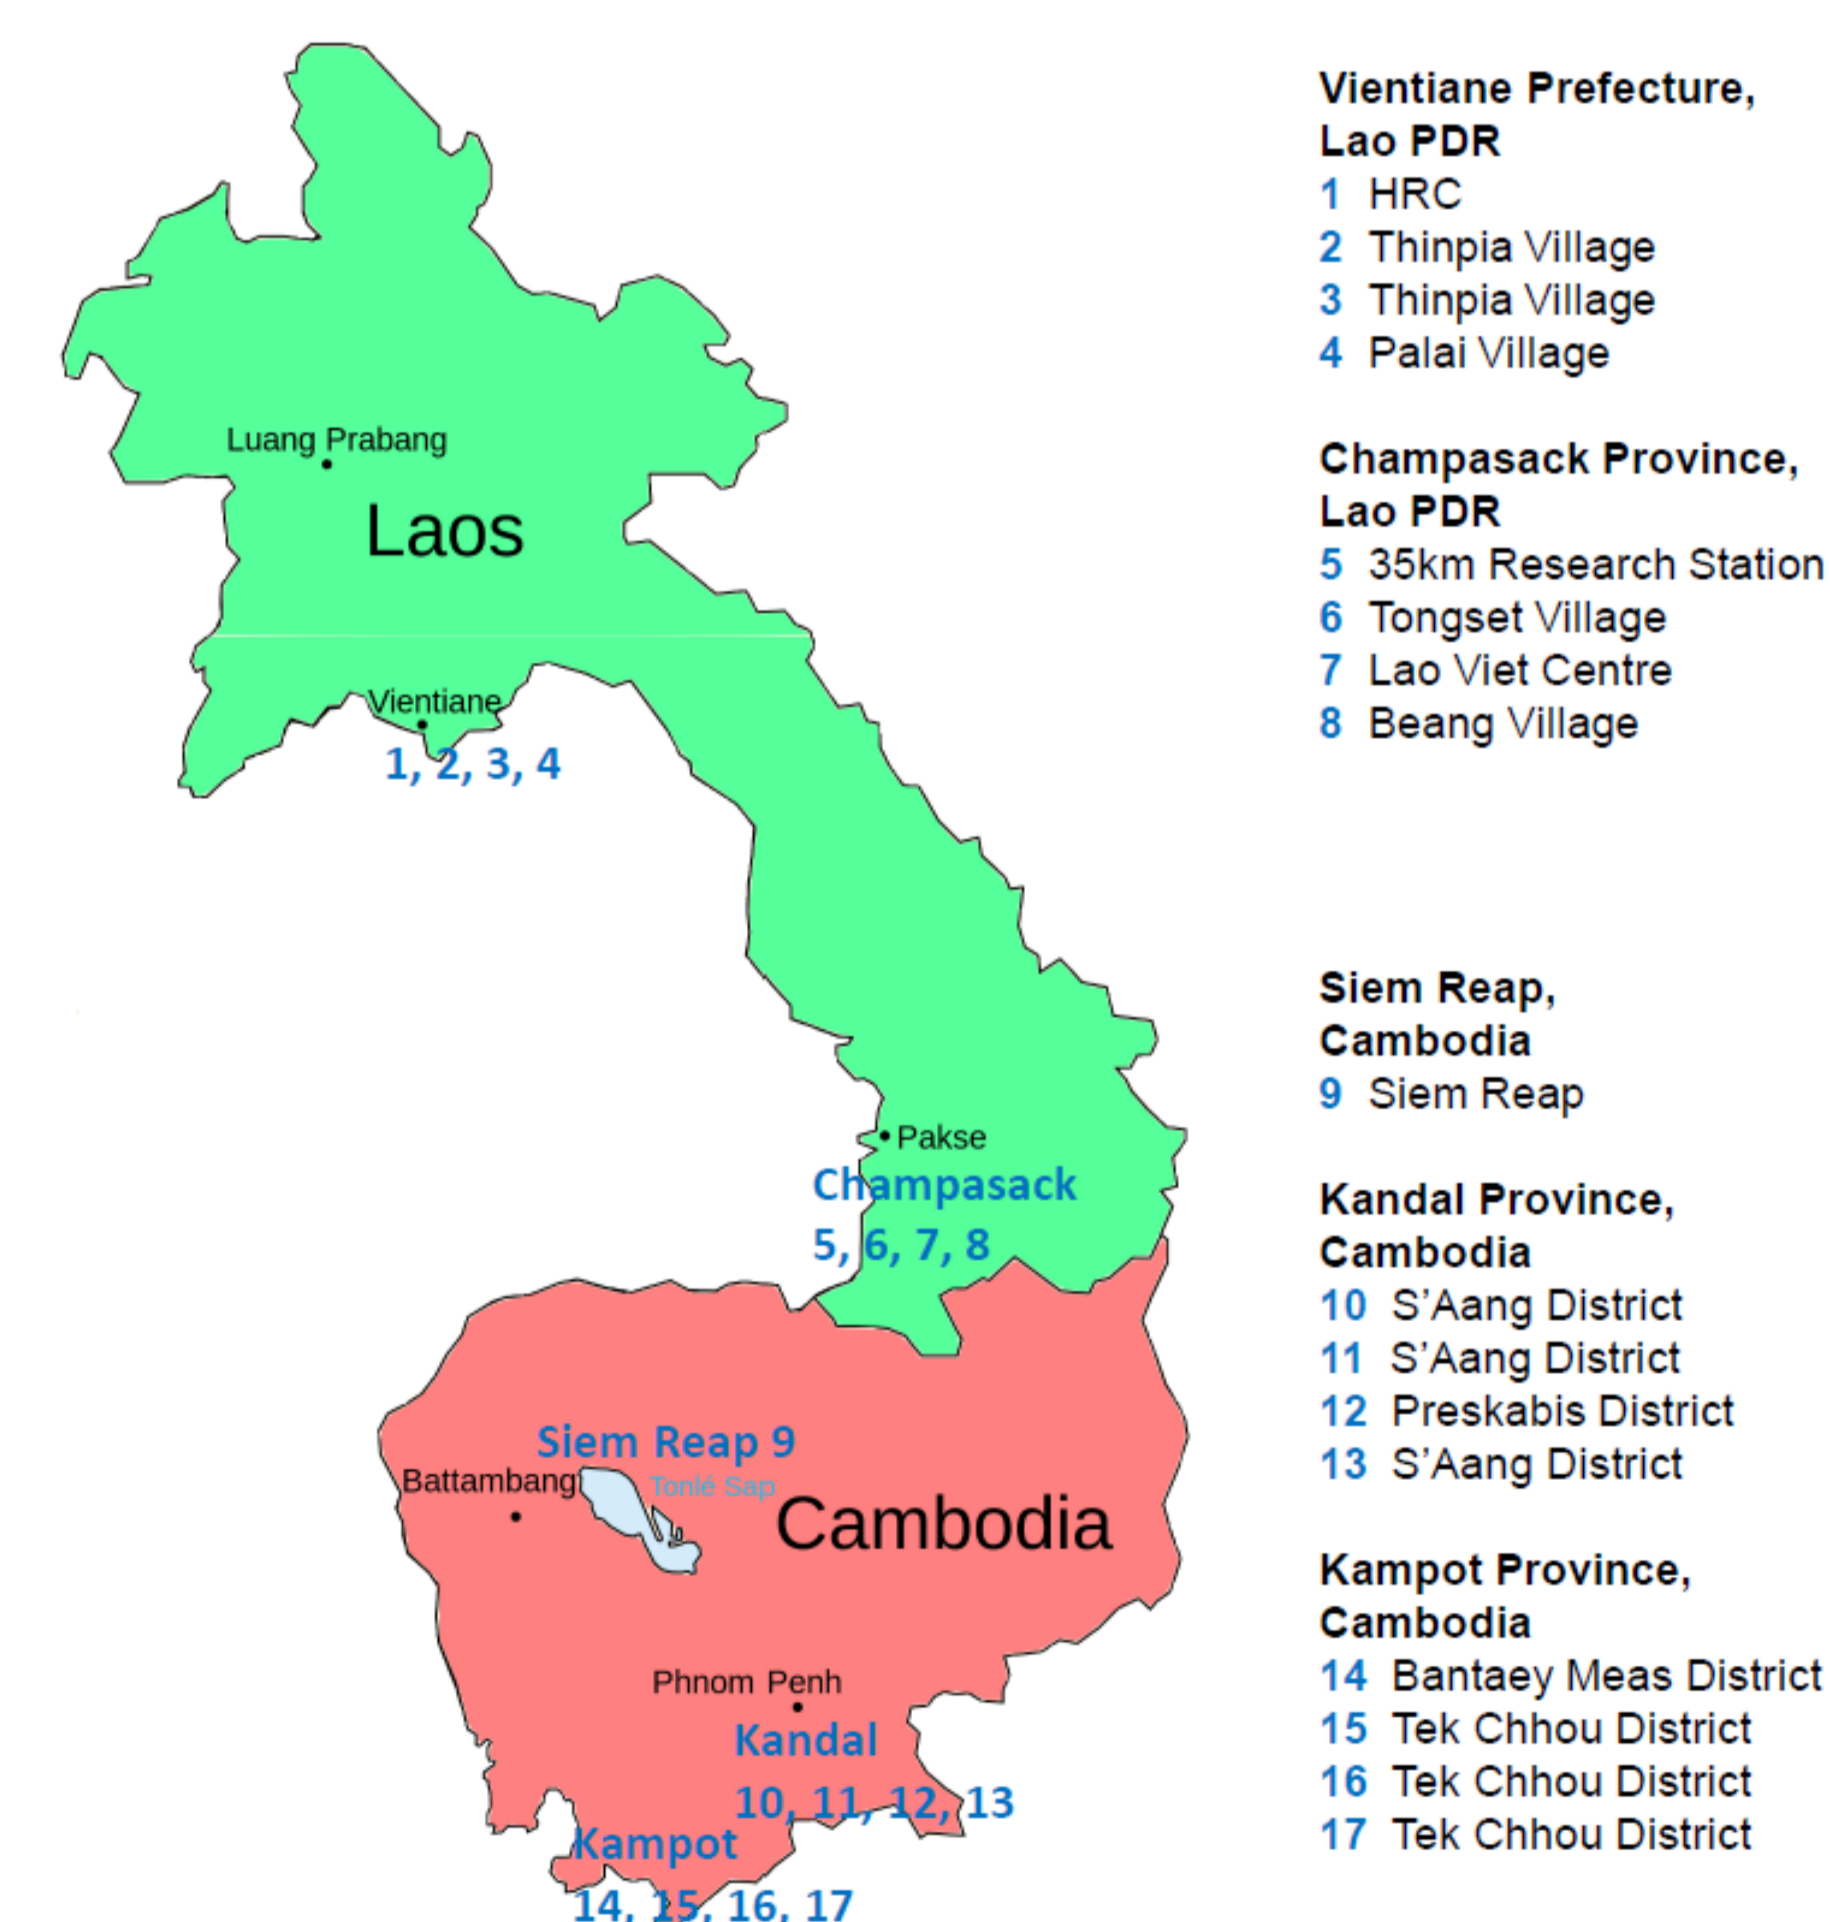 Luang Prabang
Laos
Vientiane
1, 2, 3, 4
Pakse
Champasack
5, 6, 7, 8
Siem Reap 9
Battambang
Tonlé Sap
Cambodia
Phnom Penh
Kandal
10, 11, 12, 13
Kampot
14, 15, 16, 17
Vientiane Prefecture,
Lao PDR
1 HRC
2 Thinpia Village
3 Thinpia Village
4 Palai Village
Champasack Province,
Lao PDR
5 35km Research Station
6 Tongset Village
7 Lao Viet Centre
8 Beang Village
Siem Reap,
Cambodia
9 Siem Reap
Kandal Province,
Cambodia
10 S’Aang District
11 S’Aang District
12 Preskabis District
13 S’Aang District
Kampot Province,
Cambodia
14 Bantaey Meas District
15 Tek Chhou District
16 Tek Chhou District
17 Tek Chhou District